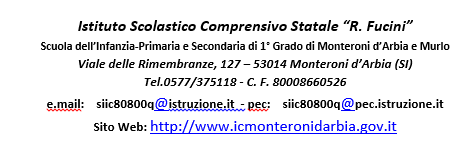 Istituto Scolastico Comprensivo Statale “R. Fucini”
Scuola dell’Infanzia-Primaria e Secondaria di 1° Grado di Monteroni d’Arbia e Murlo
Viale delle Rimembranze, 127 – 53014 Monteroni d’Arbia (SI)
Tel.0577/375118 - C. F. 80008660526
e.mail: siic80800q@istruzione.it - pec: siic80800q@pec.istruzione.it
Sito Web: http://www.icmonteronidarbia.gov.it